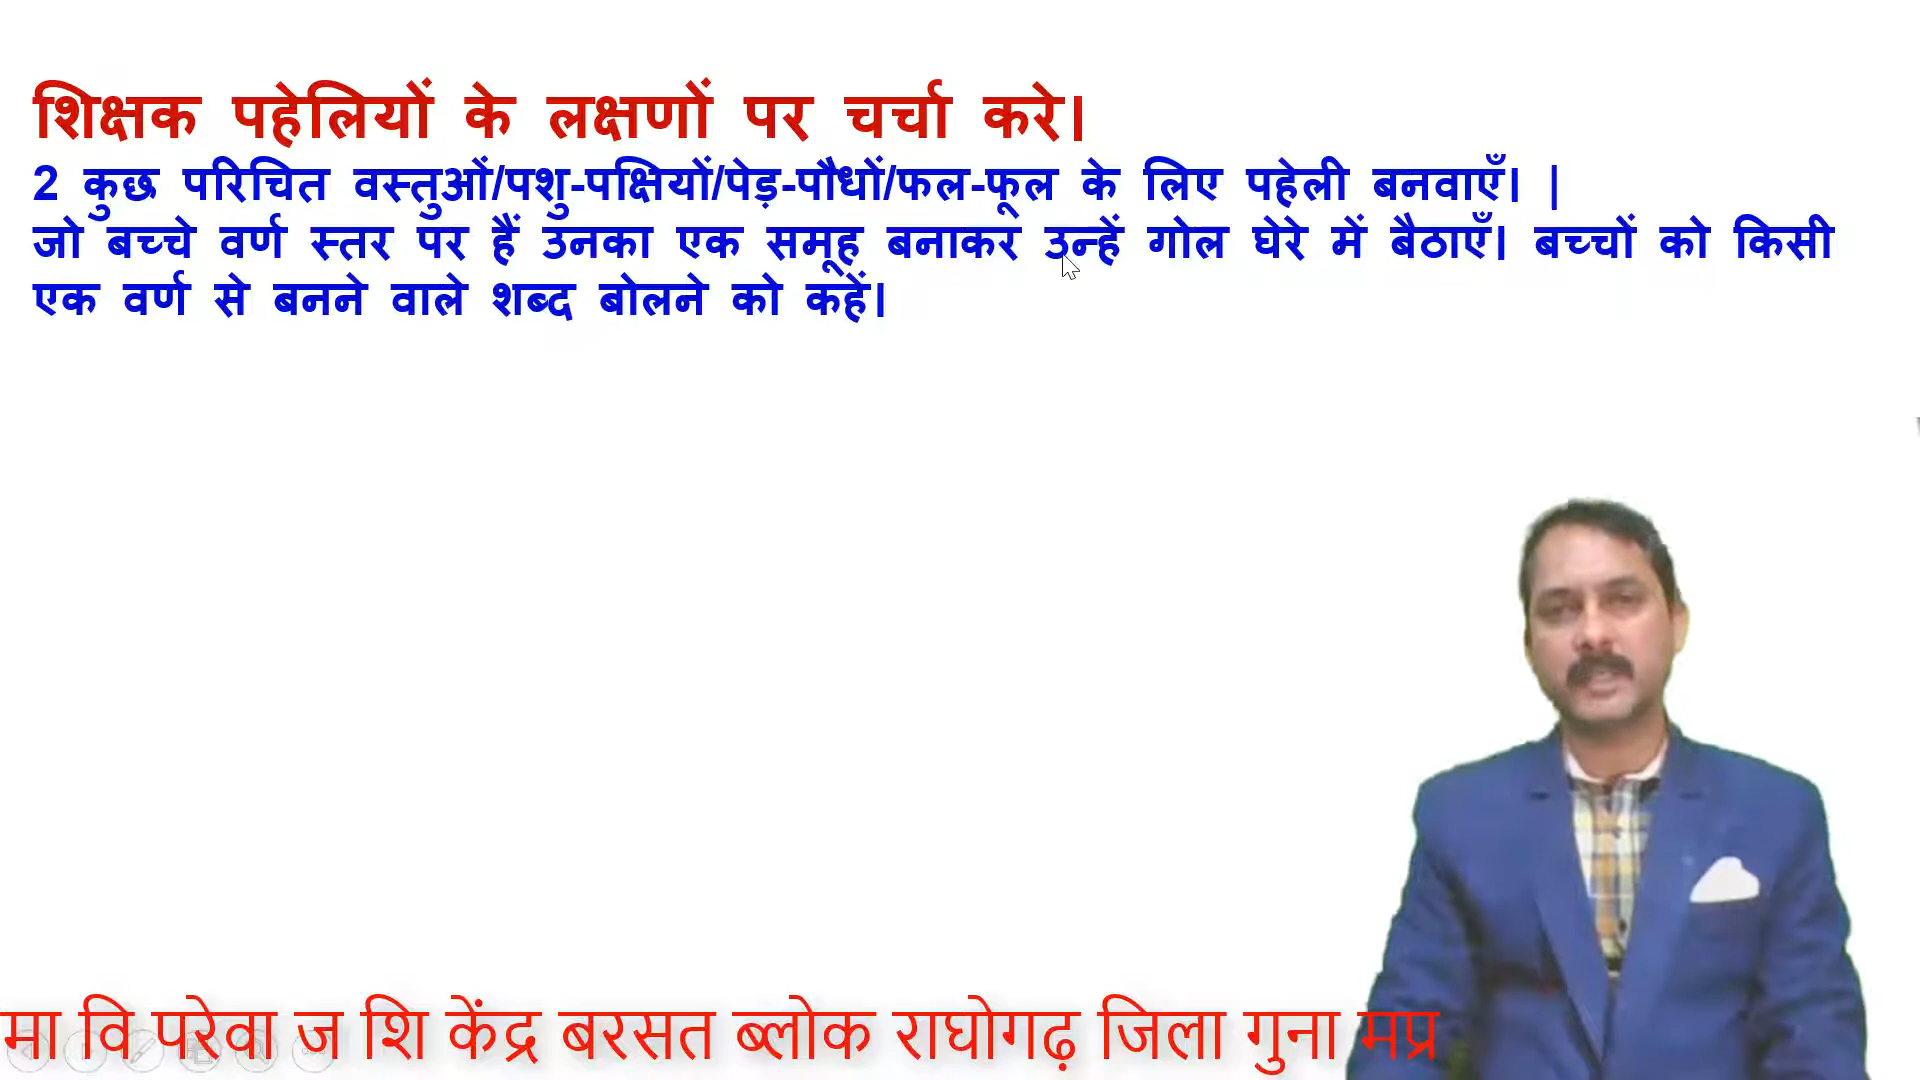 शिक्षक पहेलियों के लक्षणों पर चर्चा करे।
2 कुछ परिचित वस्तुओं/पशु-पक्षियों/पेड़-पौधों/फल-फूल के लिए पहेली बनवाएँ। |
जो बच्चे वर्ण स्तर पर हैं उनका एक समूह बनाकर उन्हें गोल घेरे में बैठाएँ। बच्चों को किसी
एक वर्ण से बनने वाले शब्द बोलने को कहें।
मा वि परेवा ज शि केंद्र बरसत ब्लोक राघोगढ़ जिला गुना मप्र